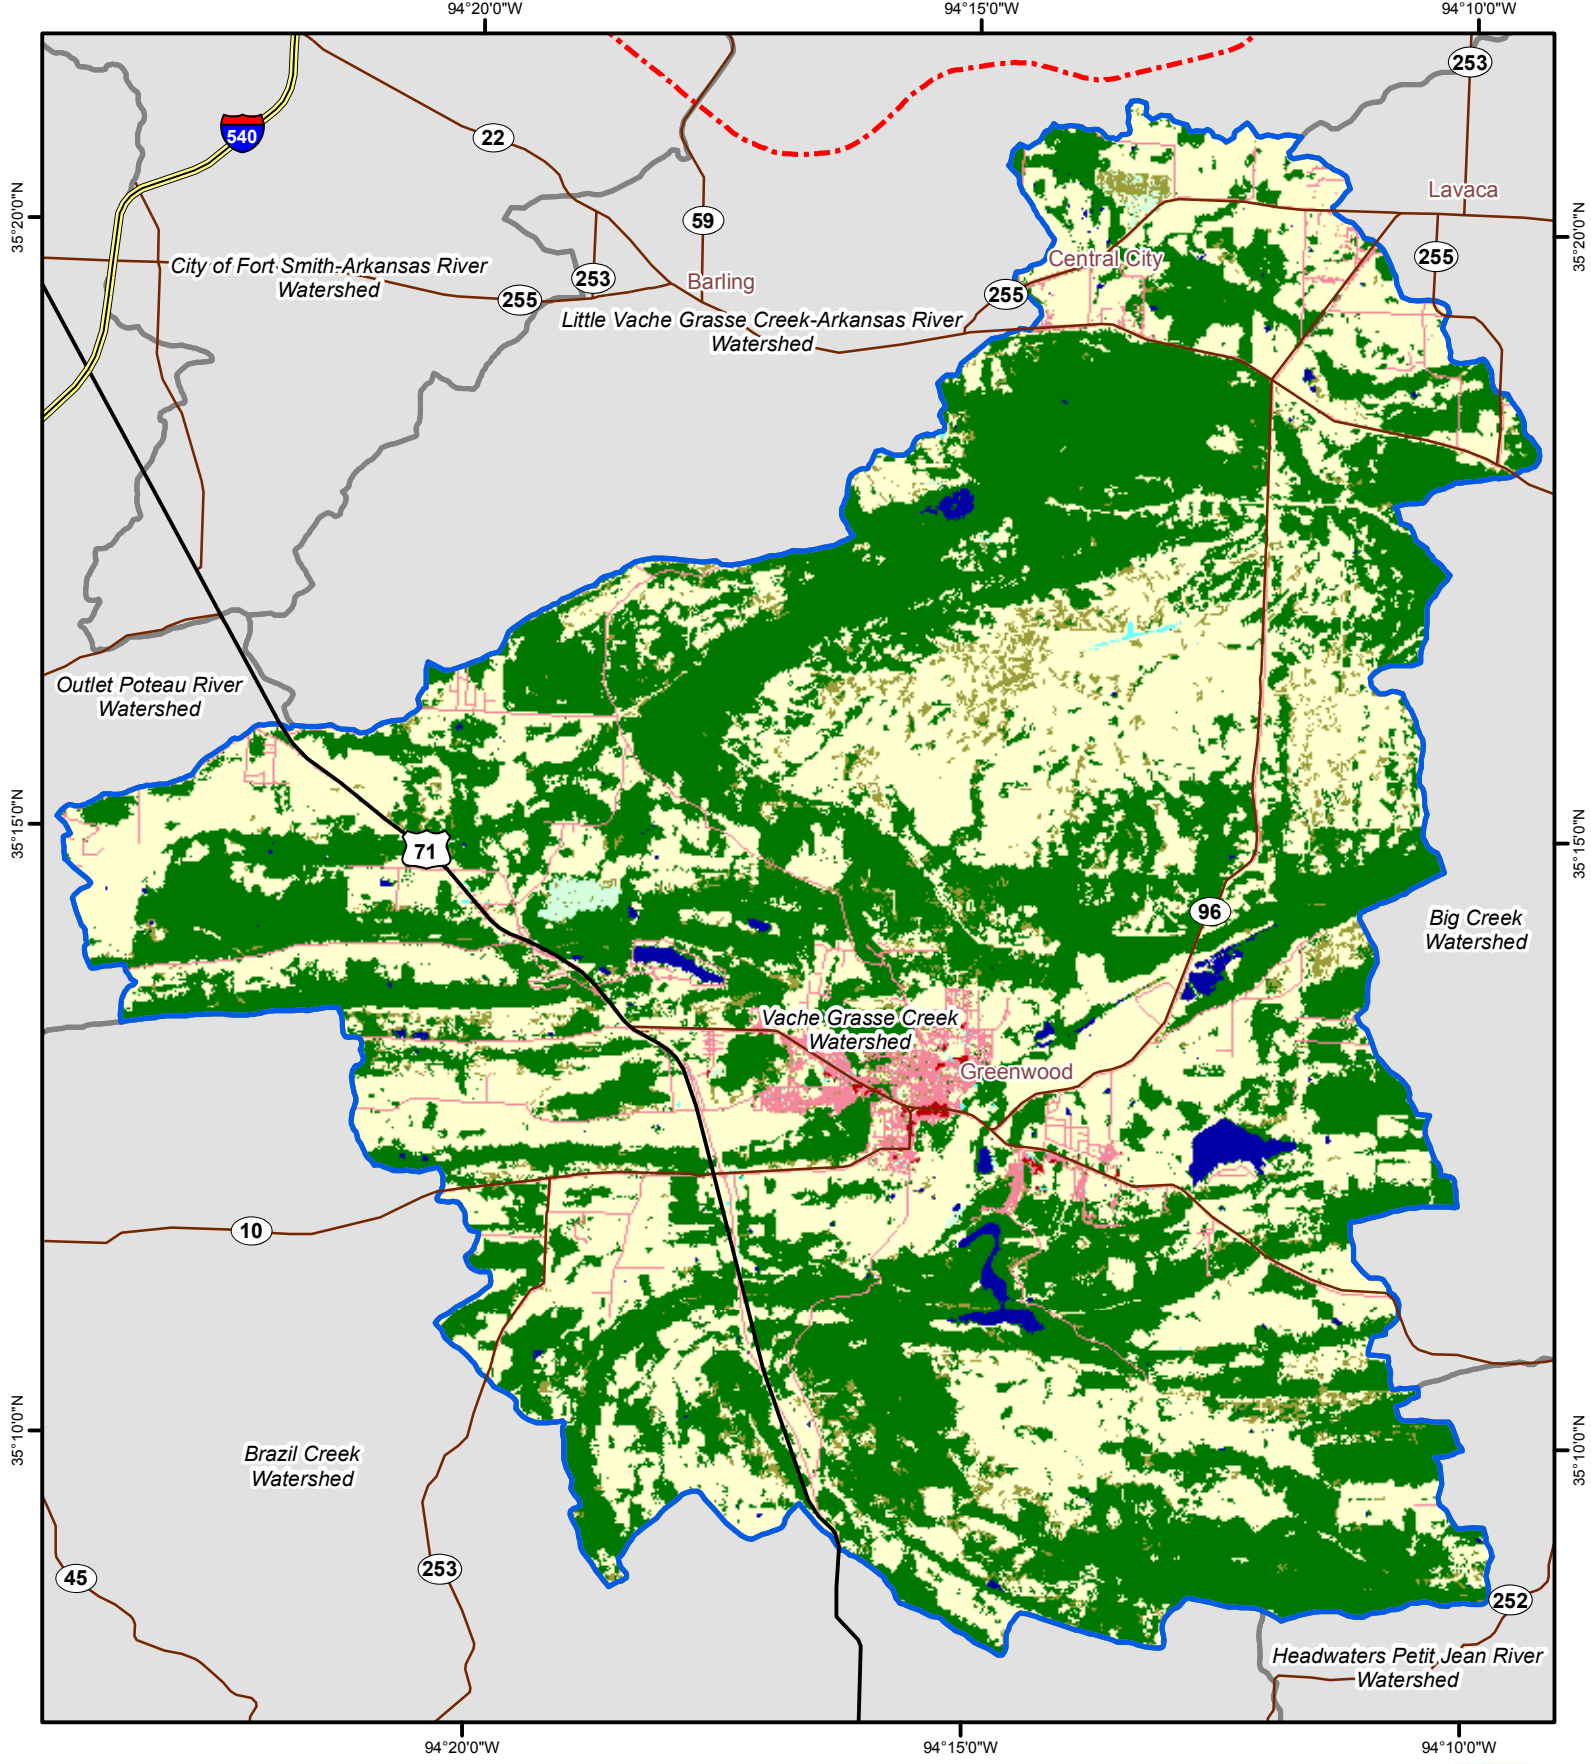 94°20'0"W
94°15'0"W
94°10'0"W
253
540
22
35°20'0"N
Lavaca
59
35°20'0"N
City of Fort Smith-Arkansas River
Watershed
253
Barling
Central City
255
255
255
Little Vache Grasse Creek-Arkansas River
Watershed
Outlet Poteau River
Watershed
35°15'0"N
71
35°15'0"N
96
Big Creek
Watershed
Vache Grasse Creek
Watershed
Greenwood
10
35°10'0"N
Brazil Creek
Watershed
35°10'0"N
45
253
252
Headwaters Petit Jean River
Watershed
94°20'0"W
94°15'0"W
94°10'0"W